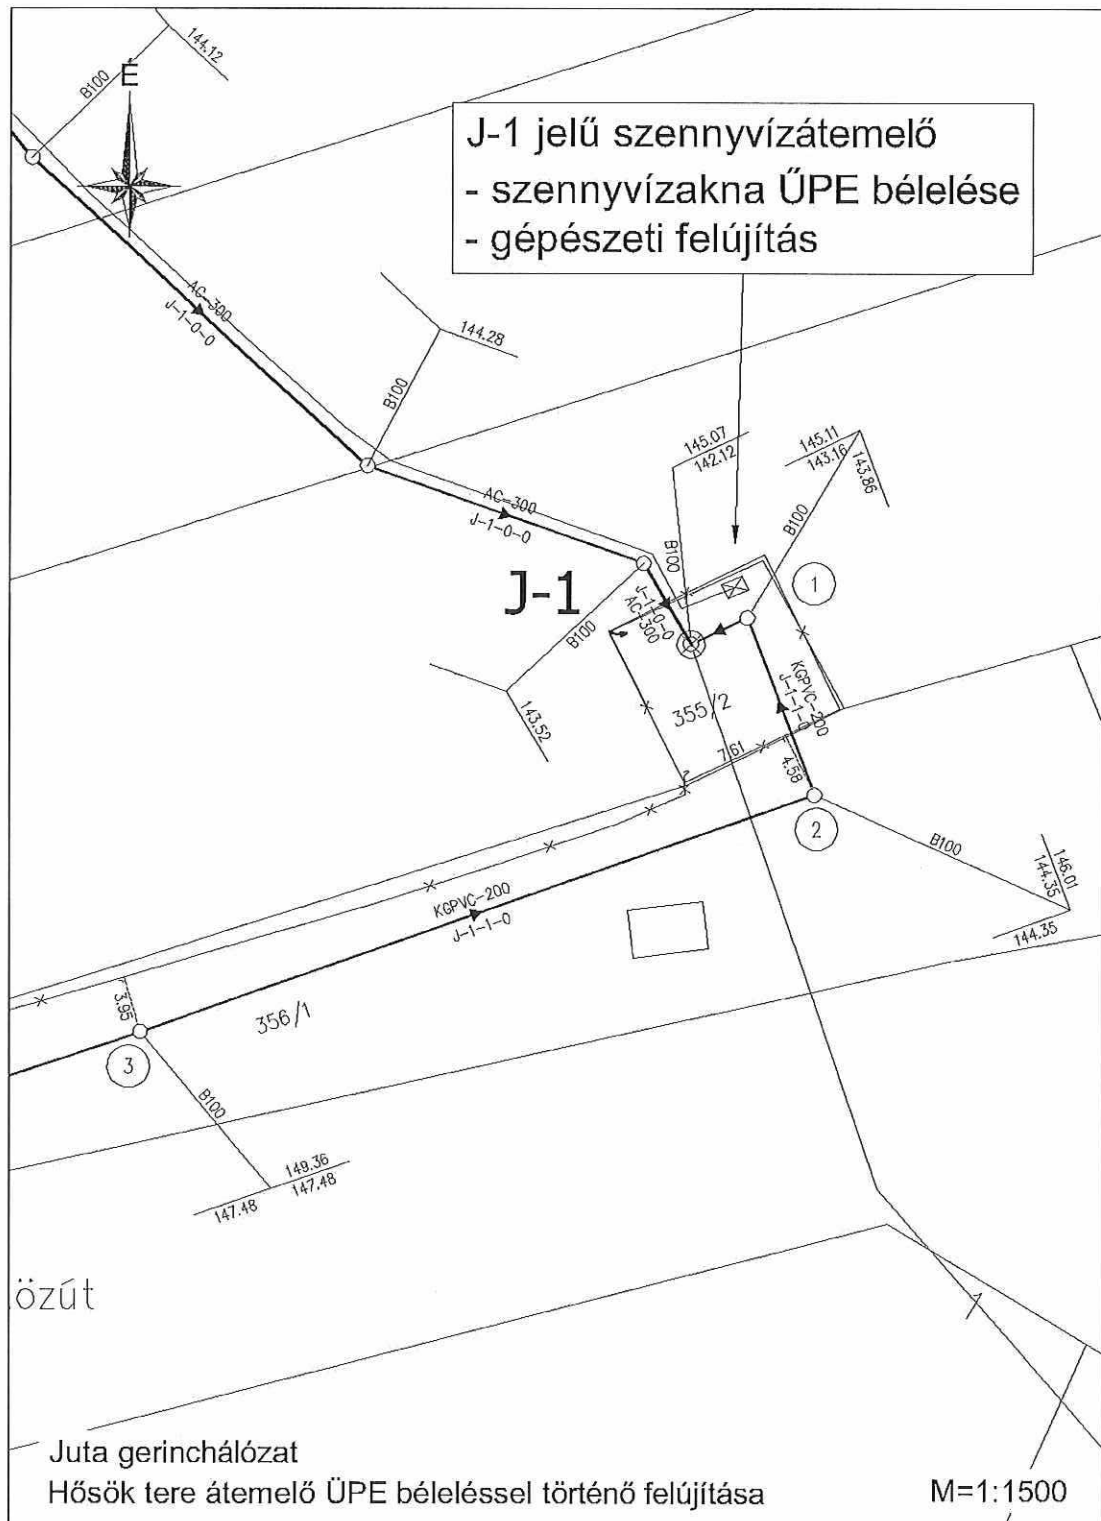 144.12
B100
É
J-1 jelű szennyvízátemelő
- szennyvízakna ŰPE bélelése
- gépészeti felújítás
AC-300
J-1-0-0
144.28
B100
145.07
142.12
145.11
143.16
143.86
AC-300
J-1-0-0
B100
B100
J-1
1
J-1-0-0
AC-300
B100
KGPVC-200
J-1-1-0
355/2
143.52
7.61
4.58
2
B100
146.01
144.35
144.35
KGPVC-200
J-1-1-0
3.95
356/1
3
B100
149.36
147.48
147.48
özút
Juta gerinchálózat
Hősök tere átemelő ÜPE béleléssel történő felújítása
M=1:1500